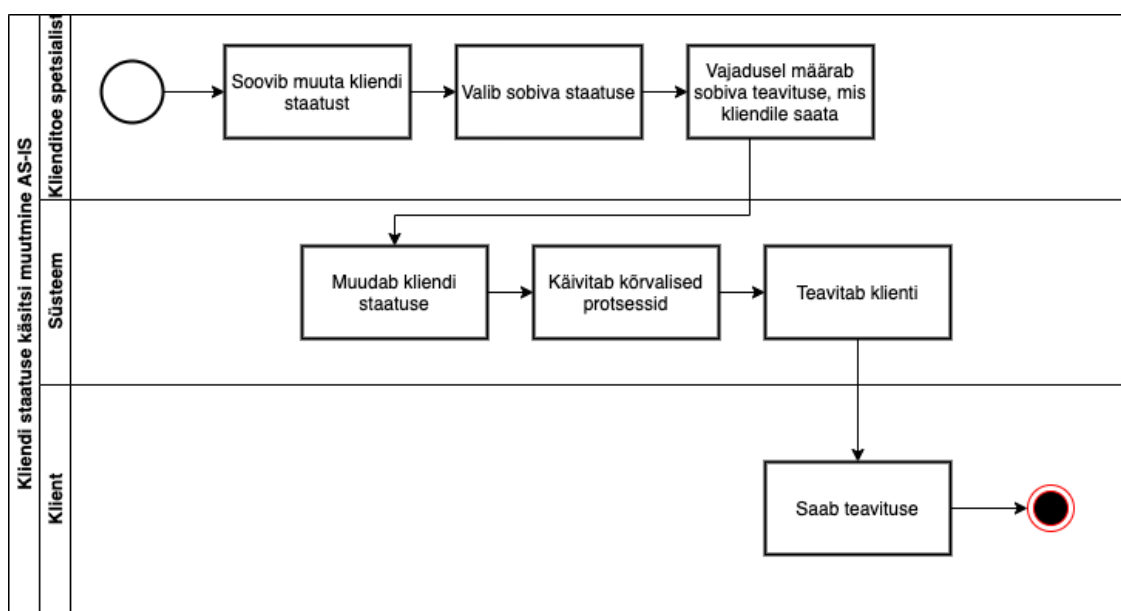 Kliendi staatuse käsitsi muutmine AS-IS
Klienditoe spetsialist
Soovib muuta kliendi
staatust
Valib sobiva staatuse
Vajadusel määrab
sobiva teavituse, mis
kliendile saata
Süsteem
Muudab kliendi
staatuse
Käivitab kõrvalised
protsessid
Teavitab klienti
Klient
Saab teavituse